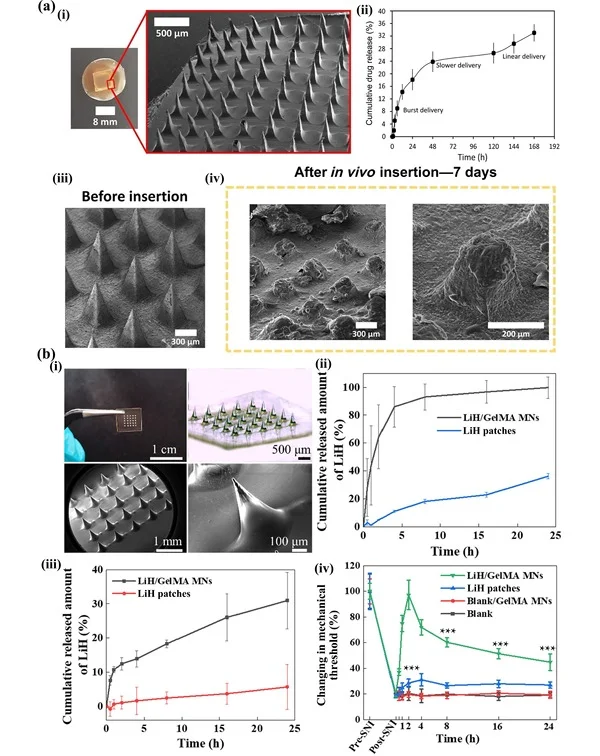 (a)
(i)
500 μm
8 mm
(ii)
Cumulative drug release (%)
40
36
32
28
24
20
16
12
8
4
0
Burst delivery
Slower delivery
Linear delivery
0 24 48 72 96 120 144 168 192
Time (h)
After in vivo insertion—7 days
(iii)
Before insertion
300 μm
(iv)
300 μm
200 μm
(b)
(i)
1 cm
500 μm
1 mm
100 μm
(ii)
Cumulative released amount
of LiH (%)
100
80
60
40
20
0
LiH/GelMA MNs
LiH patches
0 5 10 15 20 25
Time (h)
(iii)
Cumulative released amount
of LiH (%)
40
30
20
10
0
LiH/GelMA MNs
LiH patches
0 5 10 15 20 25
Time (h)
(iv)
Changing in mechanical
threshold (%)
120
100
80
60
40
20
0
LiH/GelMA MNs
LiH patches
Blank/GelMA MNs
Blank
***
***
***
***
Pre-SNI
Post-SNI
1 2 4 8 16 24
Time (h)